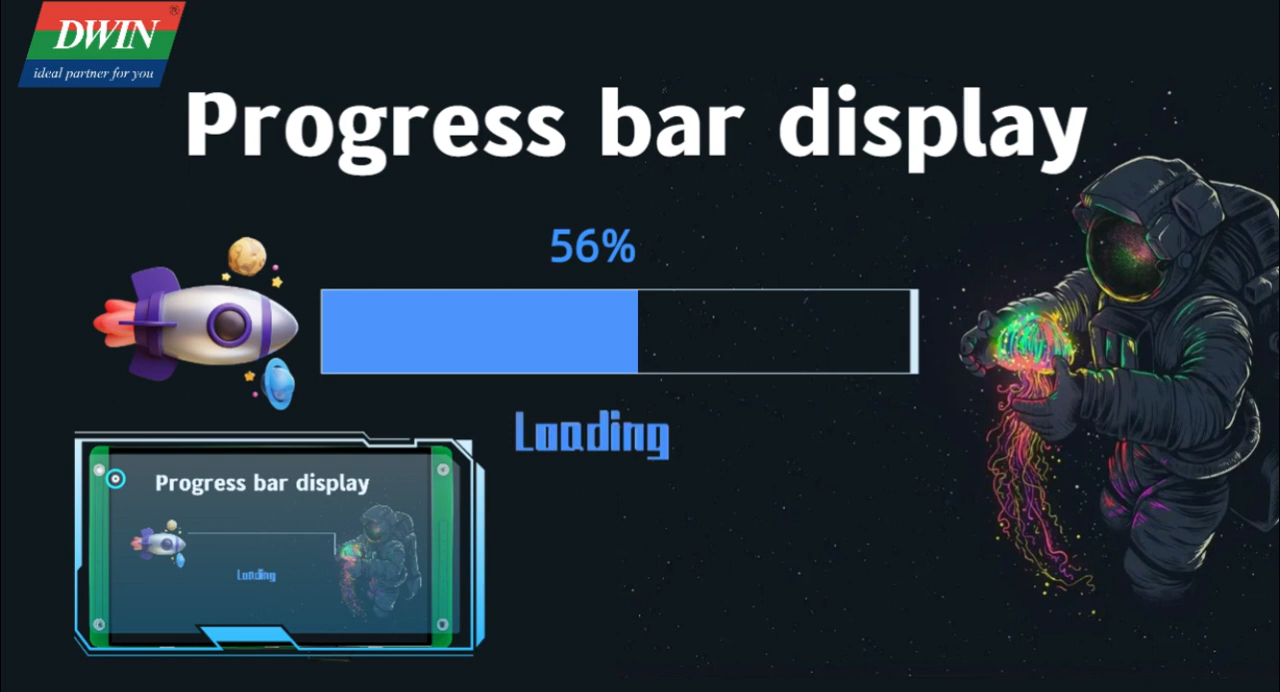 DWIN
®
ideal partner for you
Progress bar display
56%
Loading
Progress bar display
Loading